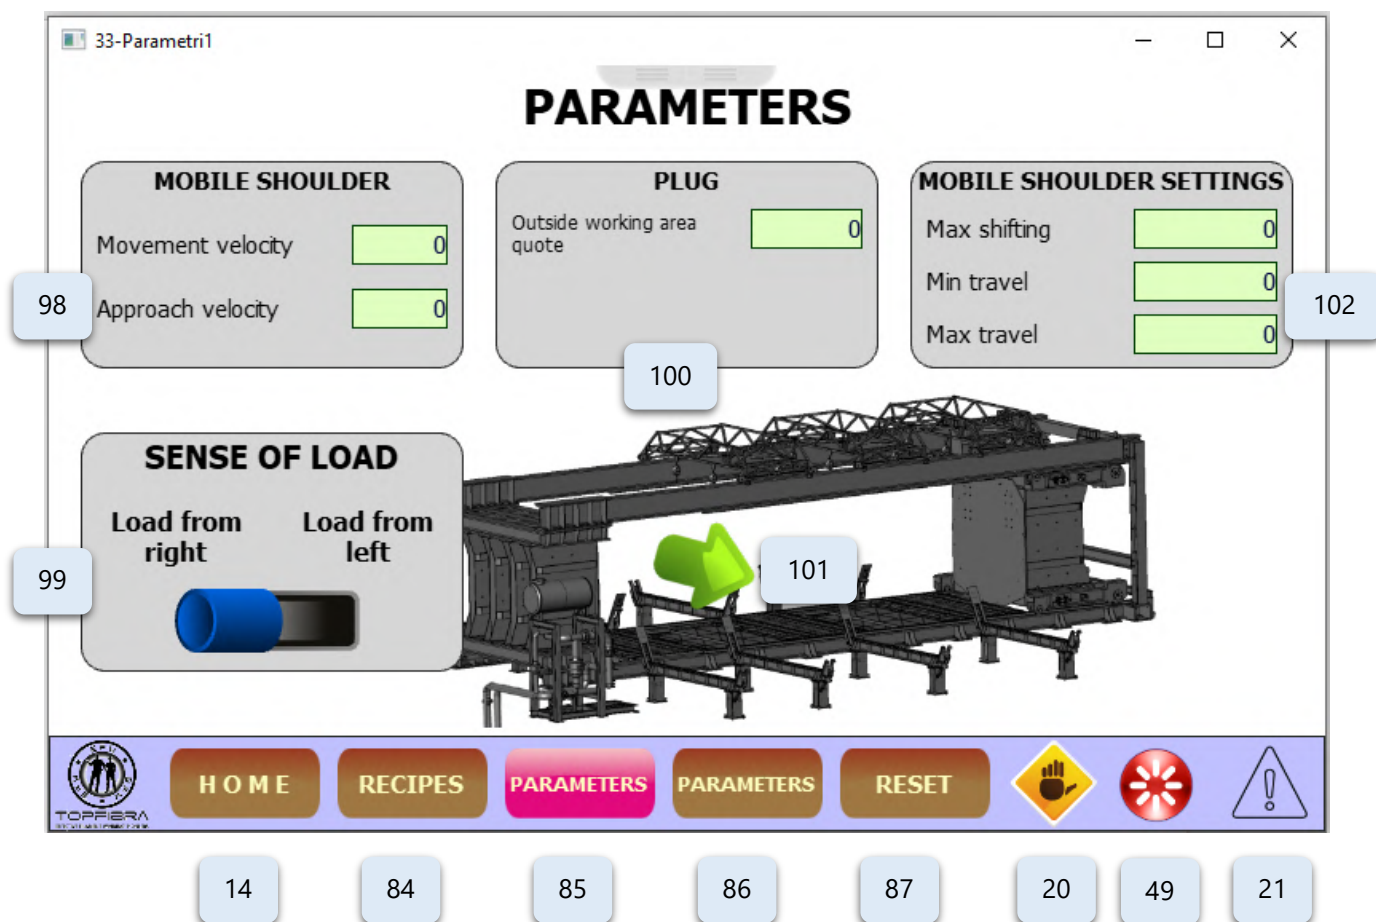 33-Parametri1
PARAMETERS
MOBILE SHOULDER
Movement velocity 0
Approach velocity 0
98
PLUG
Outside working area
quote
0
100
MOBILE SHOULDER SETTINGS
Max shifting 0
Min travel 0
Max travel 0
102
SENSE OF LOAD
Load from
right
Load from
left
99
101
TOPFIBRA
HOME
RECIPES
PARAMETERS
PARAMETERS
RESET
14
84
85
86
87
20
49
21